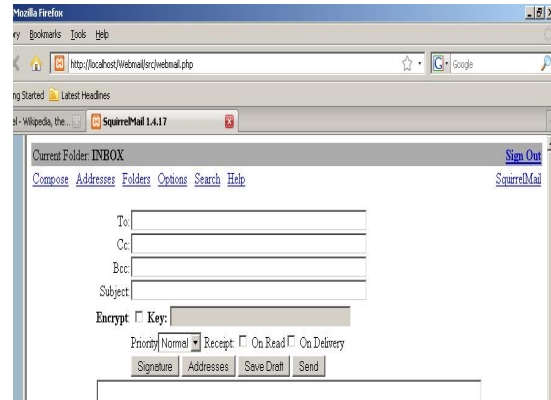 Mozilla Firefox
ry Bookmarks Tools Help
http://localhost/Webmail/src/webmail.php
G Google
ng Started Latest Headlines
el - Wikipedia, the...
SquirrelMail 1.4.17
Current Folder: INBOX Sign Out
Compose Addresses Folders Options Search Help SquirrelMail
To:
Cc:
Bcc:
Subject:
Encrypt: Key:
Priority Normal Receipt: On Read On Delivery
Signature Addresses Save Draft Send